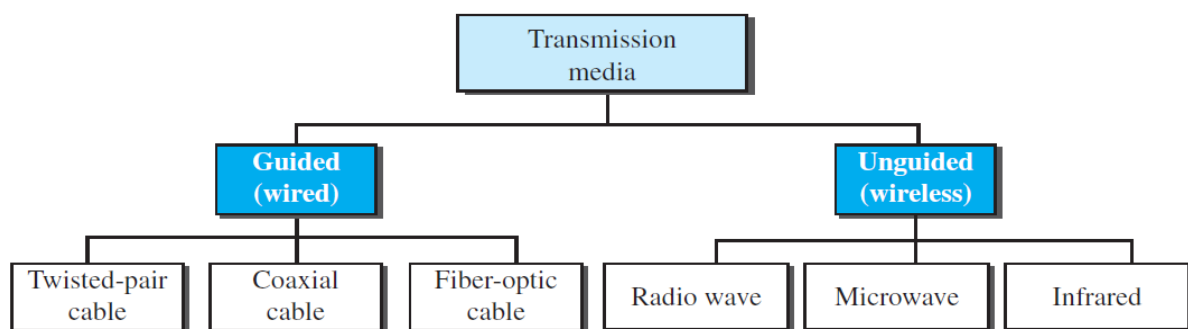 Transmission
media
Guided
(wired)
Unguided
(wireless)
Twisted-pair
cable
Coaxial
cable
Fiber-optic
cable
Radio wave
Microwave
Infrared